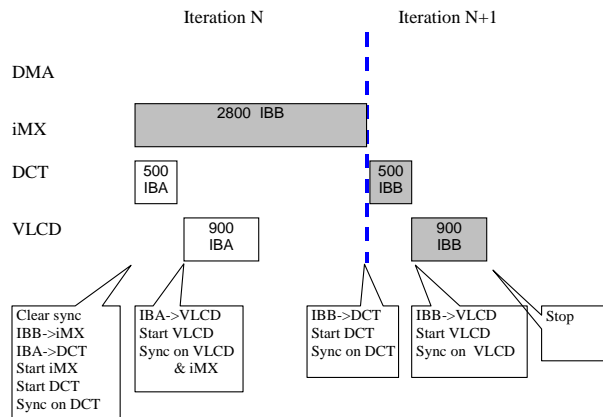 Iteration N
Iteration N+1
DMA
iMX
2800 IBB
DCT
500
IBA
500
IBB
VLCD
900
IBA
900
IBB
Clear sync
IBB->iMX
IBA->DCT
Start iMX
Start DCT
Sync on DCT
IBA->VLCD
Start VLCD
Sync on VLCD
& iMX
IBB->DCT
Start DCT
Sync on DCT
IBB->VLCD
Start VLCD
Sync on VLCD
Stop